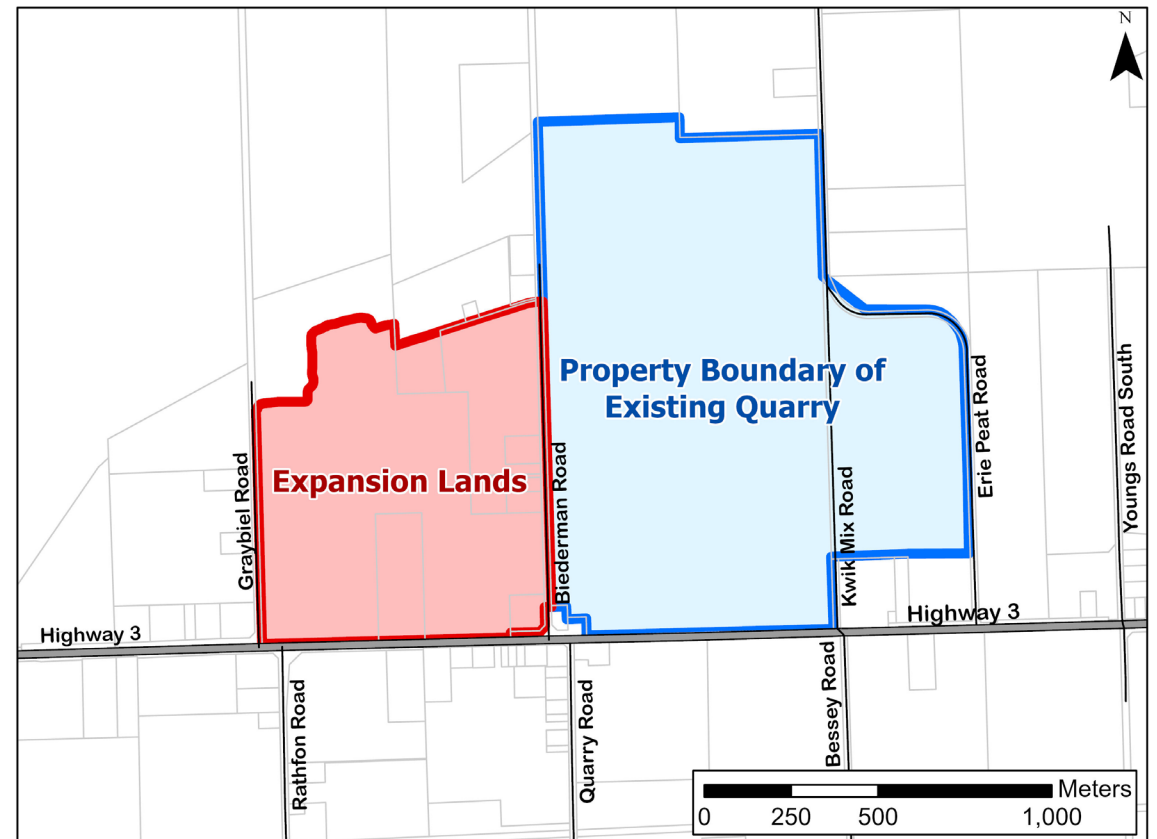 N
Property Boundary of
Existing Quarry
Expansion Lands
Graybiel Road
Biederman Road
Kwik Mix Road
Erie Peat Road
Youngs Road South
Highway 3
Highway 3
Rathfon Road
Quarry Road
Bessey Road
Meters
0 250 500 1,000